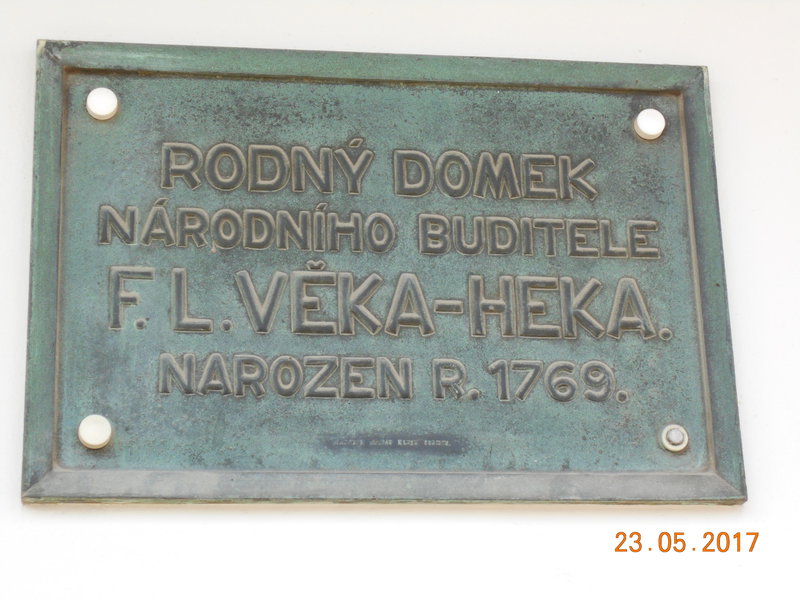 RODNÝ DOMEK
NÁRODNÍHO BUDITELE
F. L. VĚKA-HEKA.
NAROZEN R. 1769.
23.05.2017